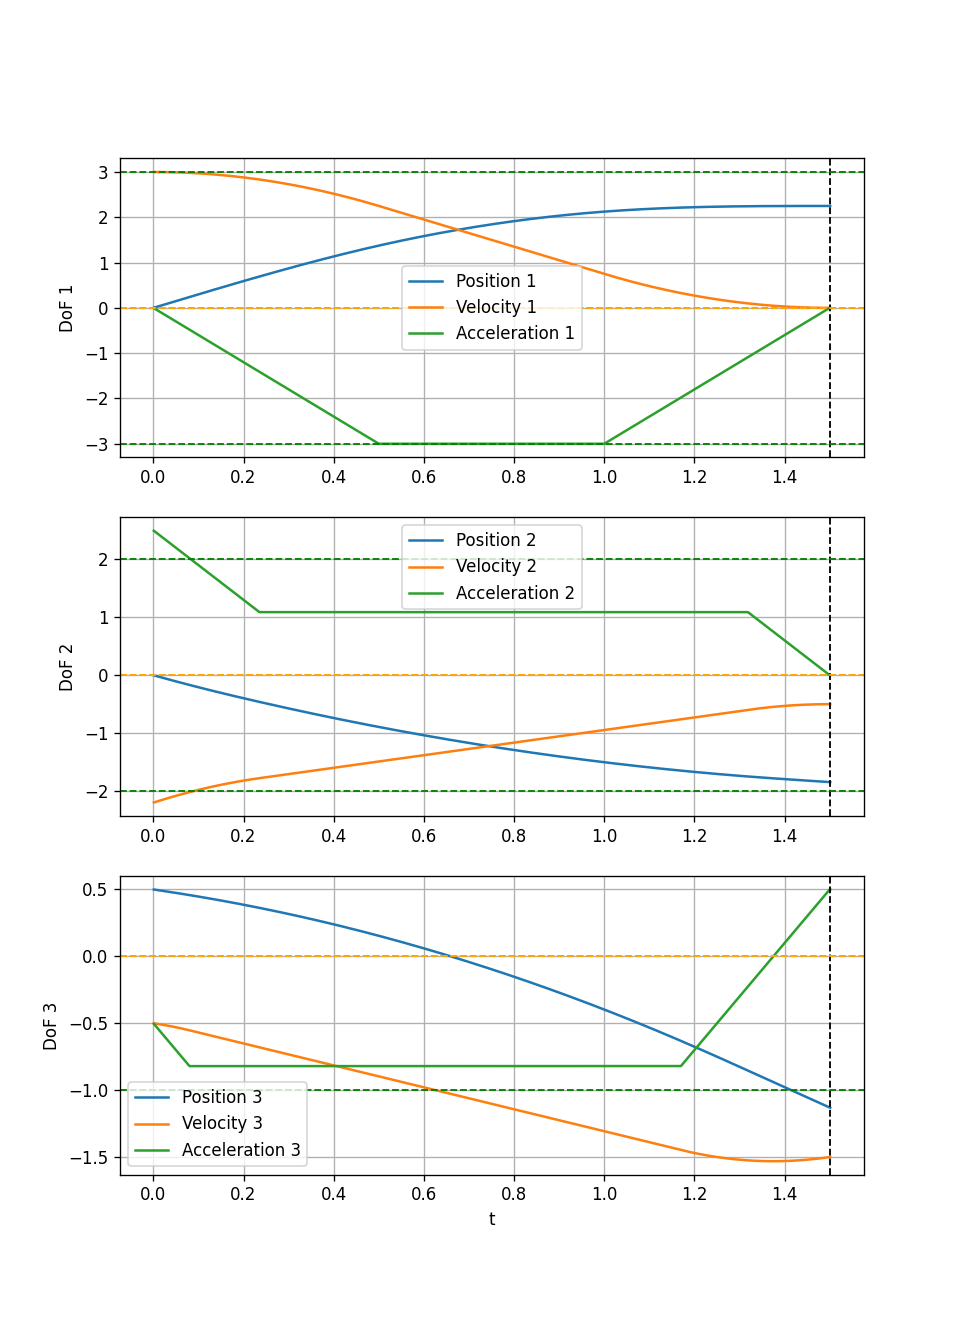 3
2
1
0
−1
−2
−3
DoF 1
Position 1
Velocity 1
Acceleration 1
0.0 0.2 0.4 0.6 0.8 1.0 1.2 1.4
2
1
0
−1
−2
DoF 2
Position 2
Velocity 2
Acceleration 2
0.0 0.2 0.4 0.6 0.8 1.0 1.2 1.4
0.5
0.0
−0.5
−1.0
−1.5
DoF 3
Position 3
Velocity 3
Acceleration 3
0.0 0.2 0.4 0.6 0.8 1.0 1.2 1.4
t